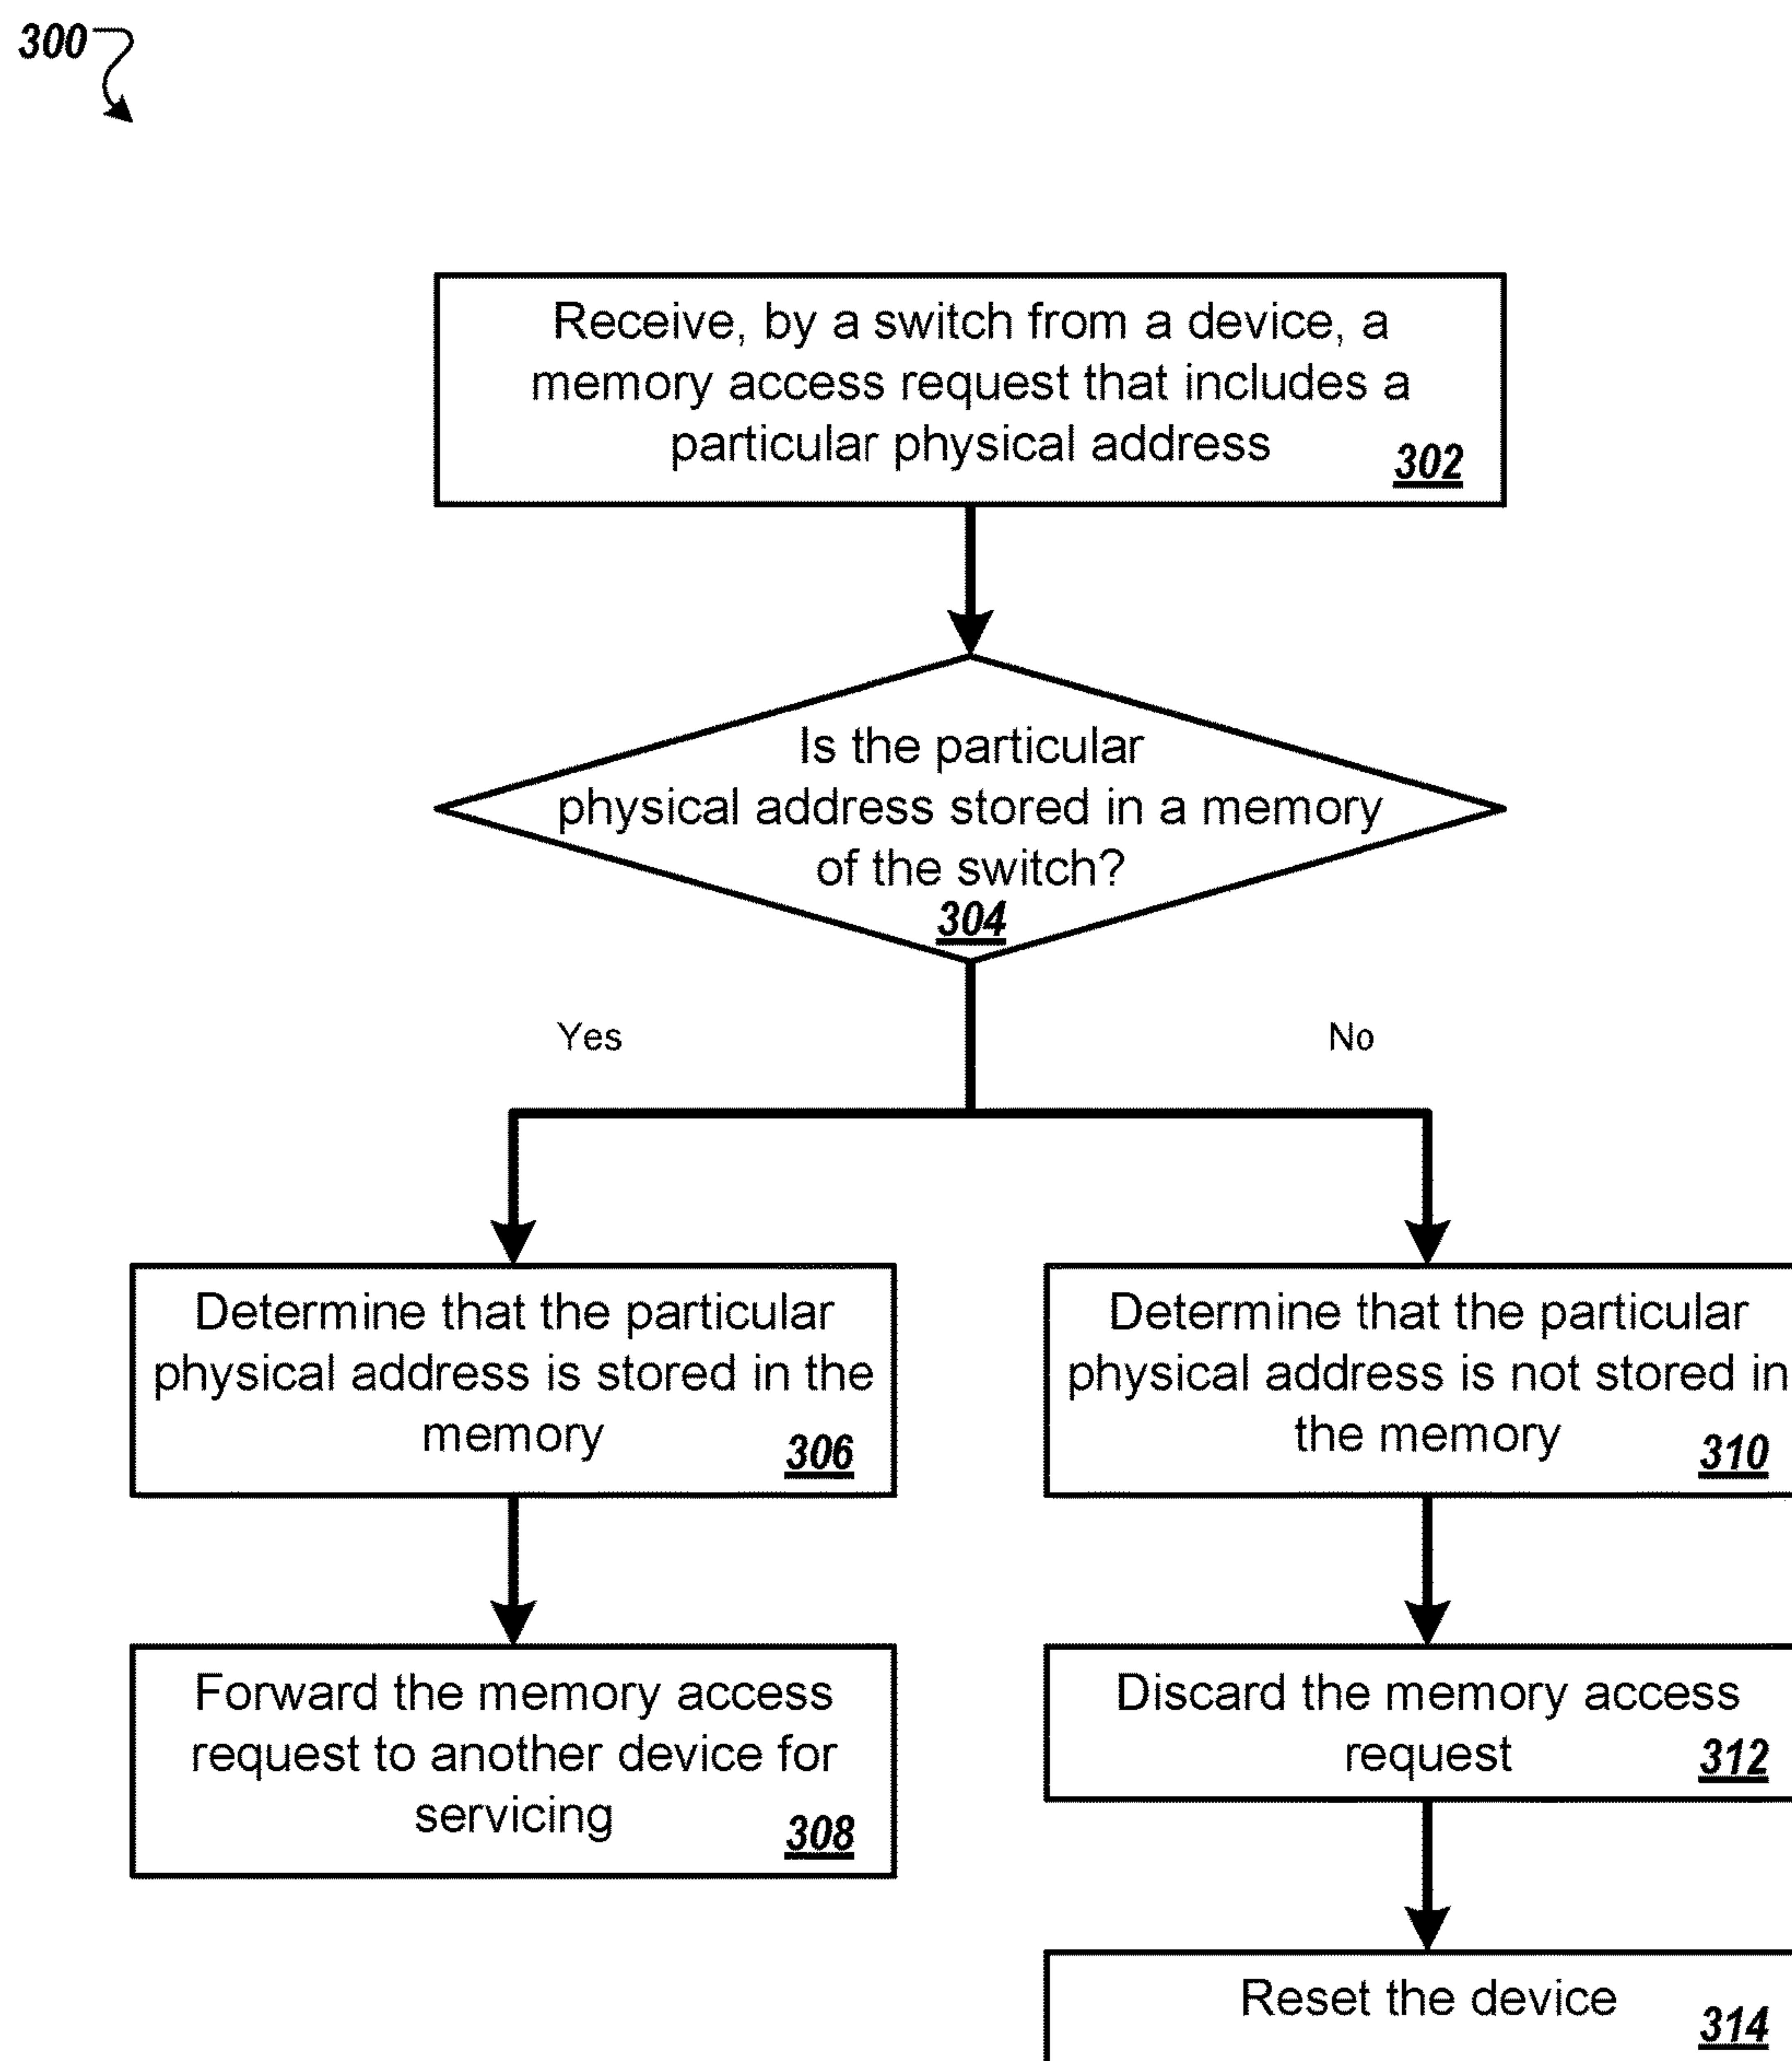 300
Receive, by a switch from a device, a
memory access request that includes a
particular physical address
302
Is the particular
physical address stored in a memory
of the switch?
304
Yes
No
Determine that the particular
physical address is stored in the
memory
306
Determine that the particular
physical address is not stored in
the memory
310
Forward the memory access
request to another device for
servicing
308
Discard the memory access
request
312
Reset the device
314